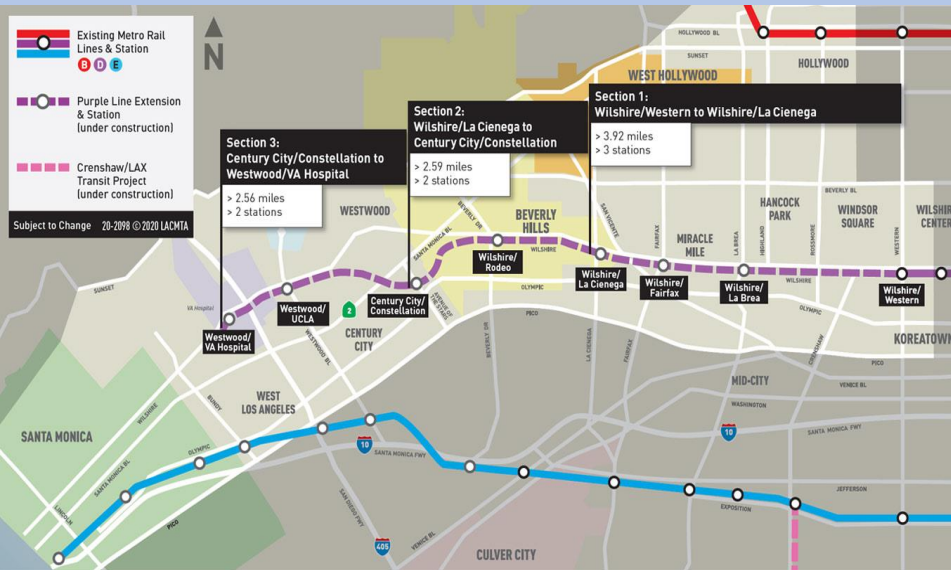 Existing Metro Rail
Lines & Station
B D E
Purple Line Extension
& Station
(under construction)
Crenshaw/LAX
Transit Project
(under construction)
Subject to Change 20-2098 ©2020 LACMTA
N
Section 3:
Century City/Constellation to
Westwood/VA Hospital
> 2.56 miles
> 2 stations
Section 2:
Wilshire/La Cienega to
Century City/Constellation
> 2.59 miles
> 2 stations
Section 1:
Wilshire/Western to Wilshire/La Cienega
> 3.92 miles
> 3 stations
HOLLYWOOD BL
SUNSET
HOLLYWOOD
WEST HOLLYWOOD
BEVERLY BL
WESTWOOD
BEVERLY DR
SANTA MONICA BL
BEVERLY
HILLS
WILSHIRE
SAN VICENTE
FAIRFAX
MIRACLE
MILE
LA BREA
HIGHLAND
HANCOCK
PARK
ROSSMORE
WINDSOR
SQUARE
WESTERN
WILSHIR
CENTER
Wilshire/
Rodeo
Wilshire/
La Cienega
Wilshire/
Fairfax
Wilshire/
La Brea
WILSHIRE
Wilshire/
Western
SUNSET
VA Hospital
Westwood/
VA Hospital
Westwood/
UCLA
2
Century City/
Constellation
AVENUE OF
THE STARS
OLYMPIC
OLYMPIC
PICO
CENTURY
CITY
WESTWOOD BL
BEVERLY DR
LA CIENEGA
FAIRFAX
CRENSHAW
KOREATOW
PICO
MID-CITY
VENICE BL
WASHINGTON
10
SANTA MONICA FWY
WEST
LOS ANGELES
BUNDY
WILSHIRE
SANTA MONICA
OLYMPIC
SANTA MONICA BL
LINCOLN
PICO
10
SANTA MONICA FWY
SAN DIEGO FWY
405
VENICE BL
CULVER CITY
EXPOSITION
JEFFERSON